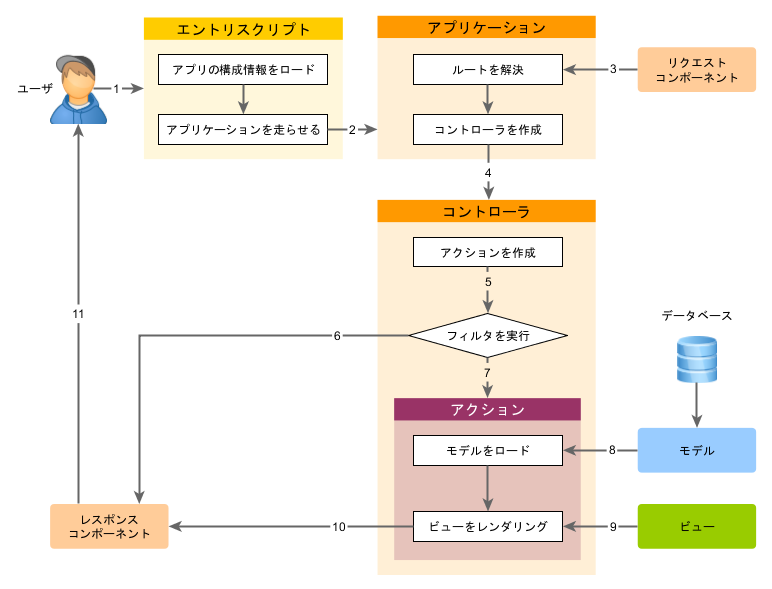 エントリスクリプト
アプリケーション
アプリの構成情報をロード
ルートを解決
3
リクエスト
コンポーネント
ユーザ
1
アプリケーションを走らせる
2
コントローラを作成
4
コントローラ
アクションを作成
5
11
6
フィルタを実行
データベース
7
アクション
モデルをロード
8
モデル
レスポンス
コンポーネント
10
ビューをレンダリング
9
ビュー